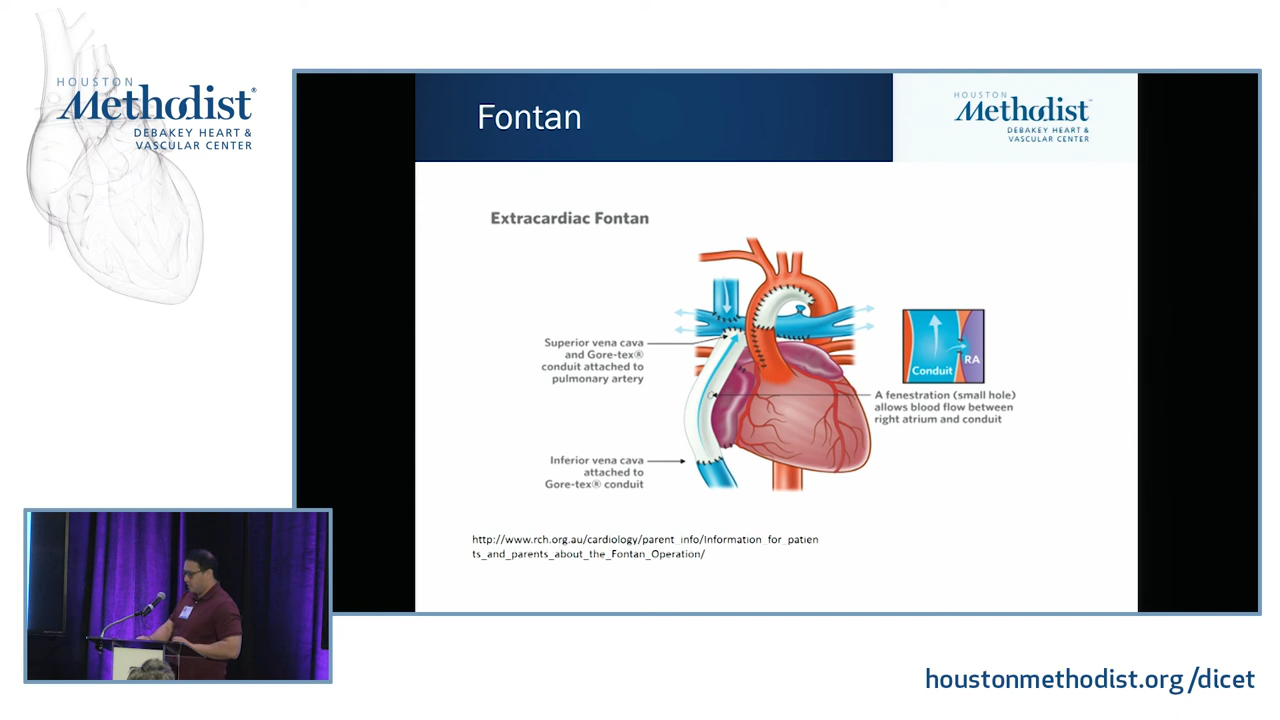 HOUSTON
Methodist®
DEBAKEY HEART &
VASCULAR CENTER
Fontan
HOUSTON
Methodist
DEBAKEY HEART &
VASCULAR CENTER
Extracardiac Fontan
Superior vena cava
and Gore-tex®
conduit attached to
pulmonary artery
Conduit
RA
A fenestration (small hole)
allows blood flow between
right atrium and conduit
Inferior vena cava
attached to
Gore-tex® conduit
http://www.rch.org.au/cardiology/parent_info/Information_for_patien
ts_and_parents_about_the_Fontan_Operation/
houstonmethodist.org/dicet